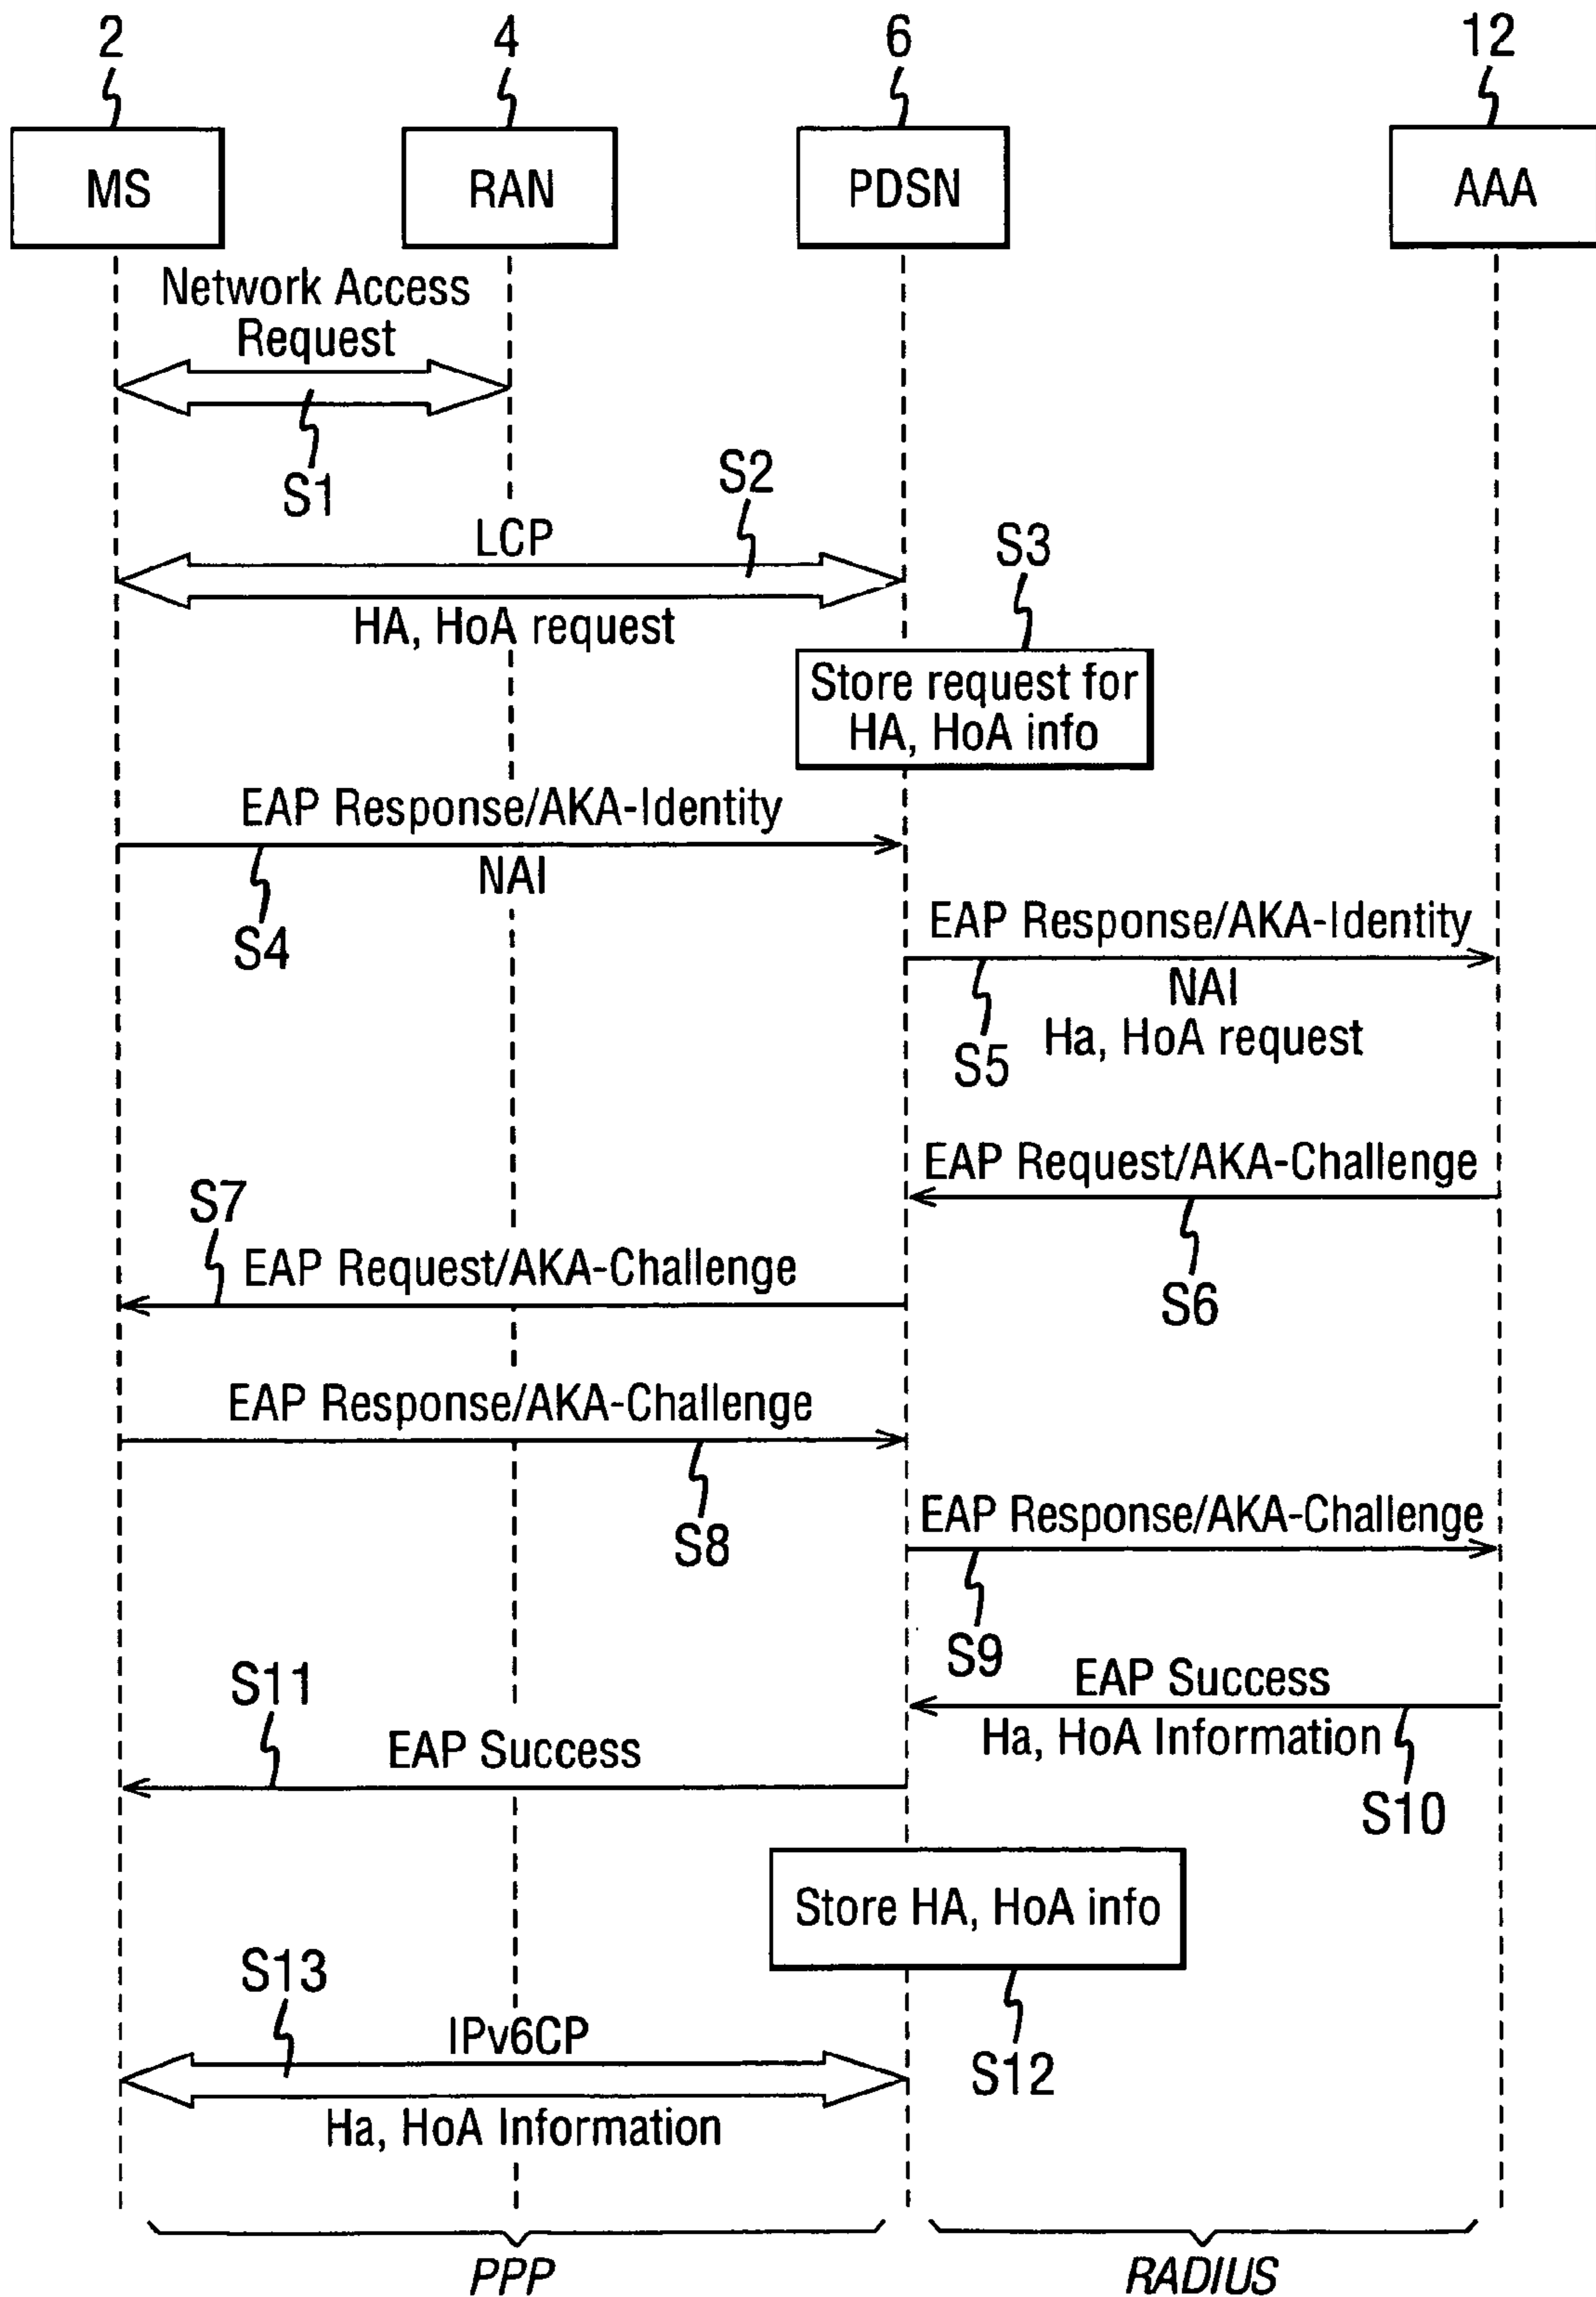 2
4
6
12
MS
RAN
PDSN
AAA
Network Access
Request
S1
S2
LCP
HA, HoA request
S3
Store request for
HA, HoA info
EAP Response/AKA-Identity
NAI
S4
EAP Response/AKA-Identity
NAI
Ha, HoA request
S5
EAP Request/AKA-Challenge
S6
S7
EAP Request/AKA-Challenge
EAP Response/AKA-Challenge
S8
EAP Response/AKA-Challenge
S9
EAP Success
Ha, HoA Information
S10
S11
EAP Success
Store HA, HoA info
S12
S13
IPv6CP
Ha, HoA Information
PPP
RADIUS